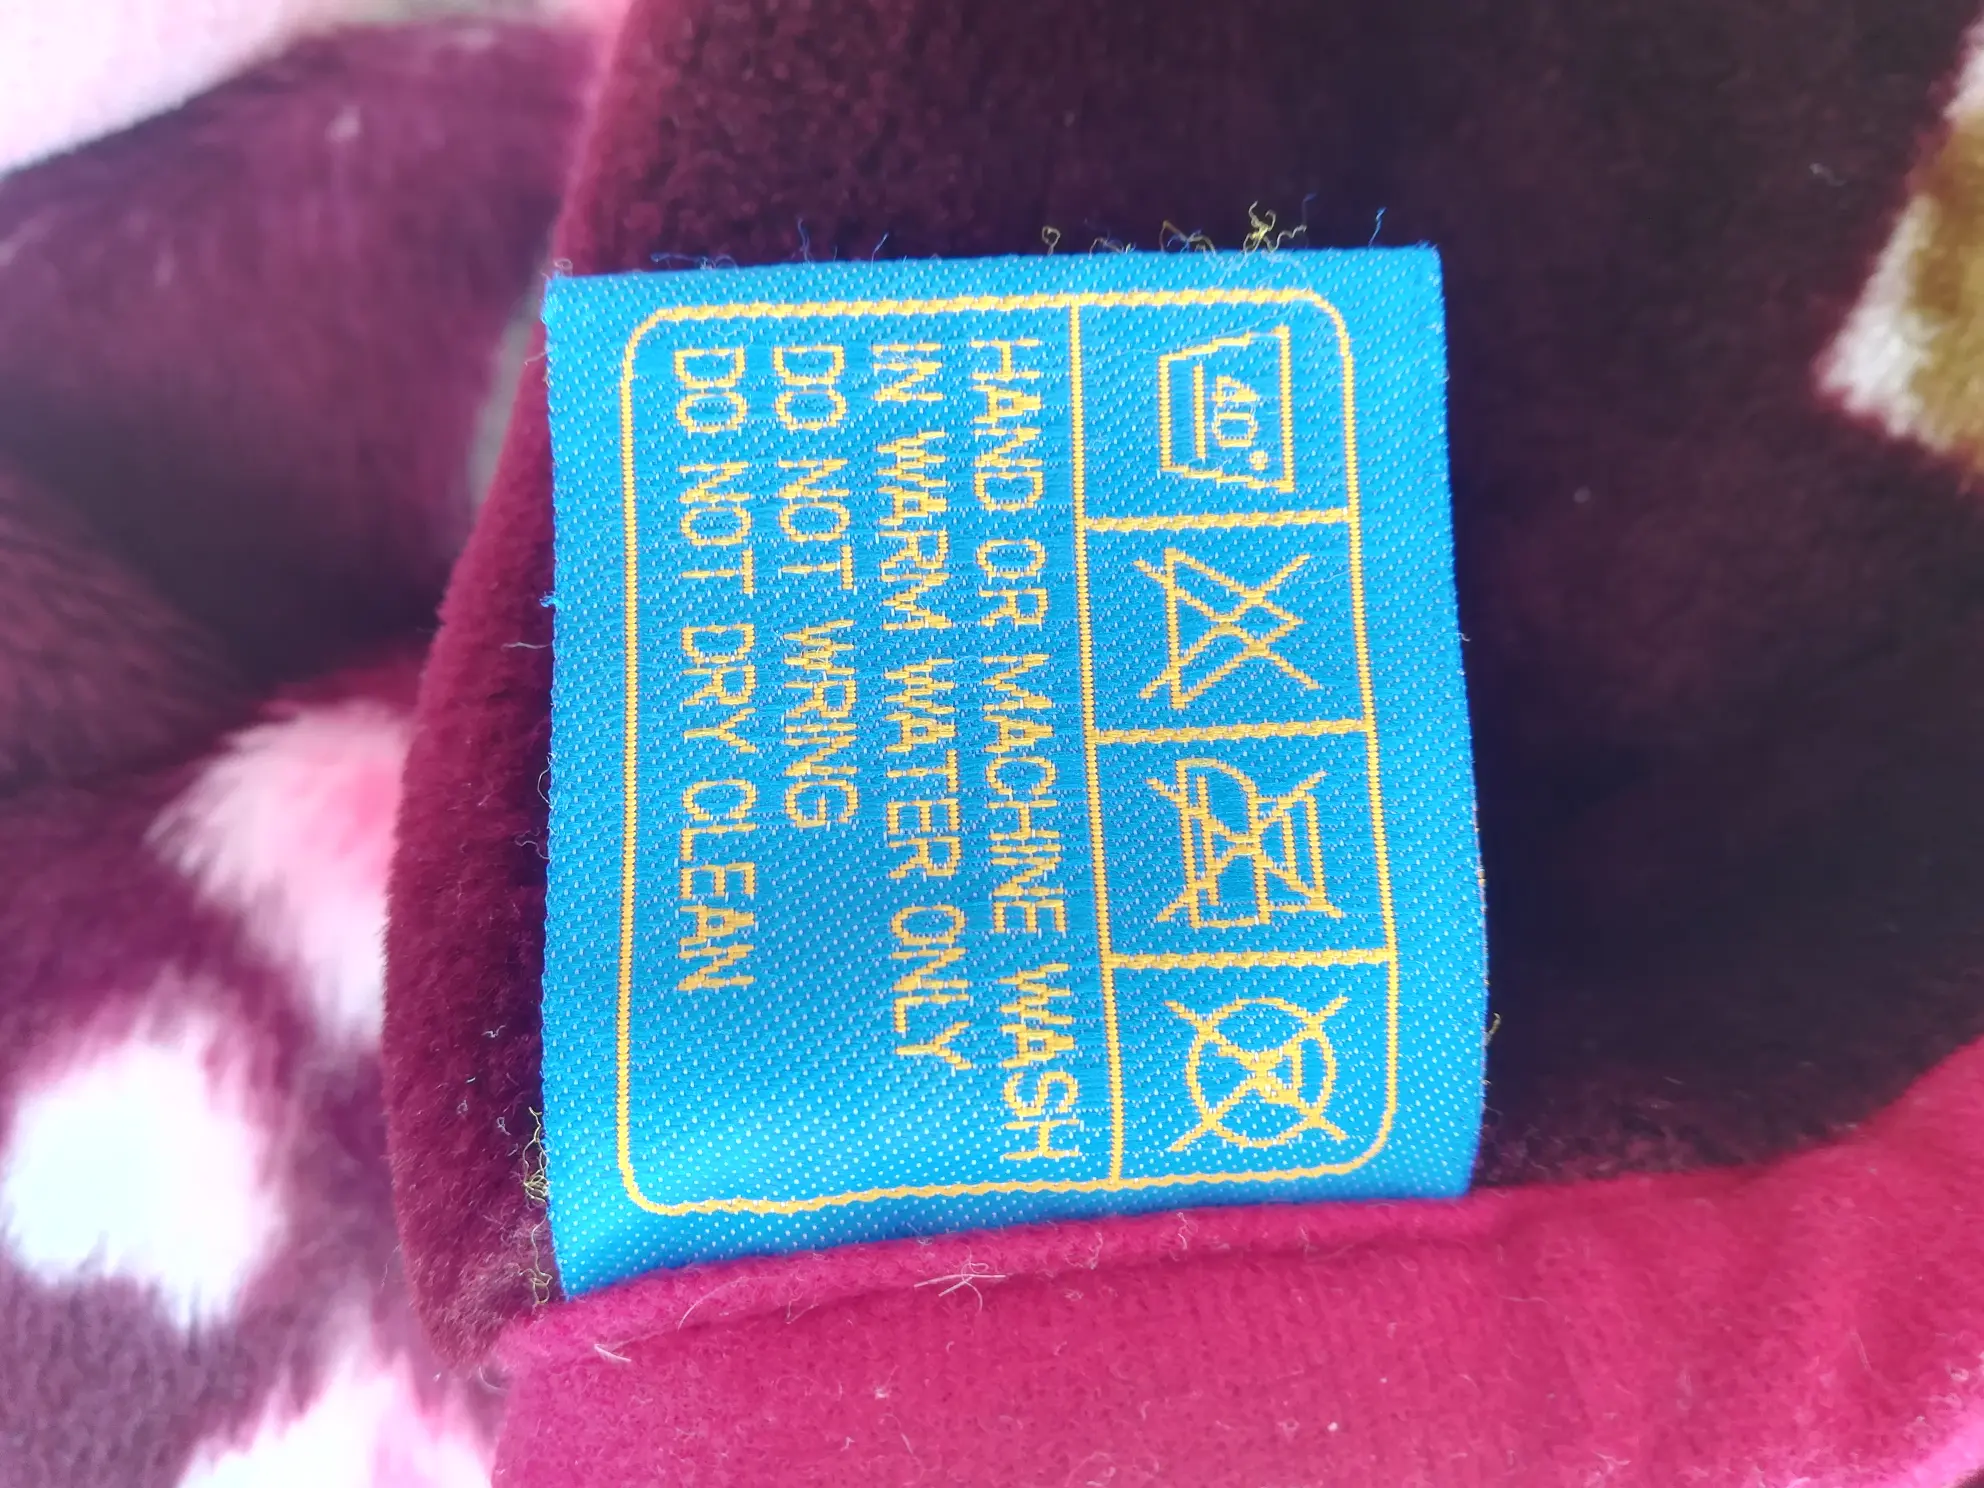 40°
HAND OR MACHINE WASH
IN WARM WATER ONLY
DO NOT WRING
DO NOT DRY CLEAN